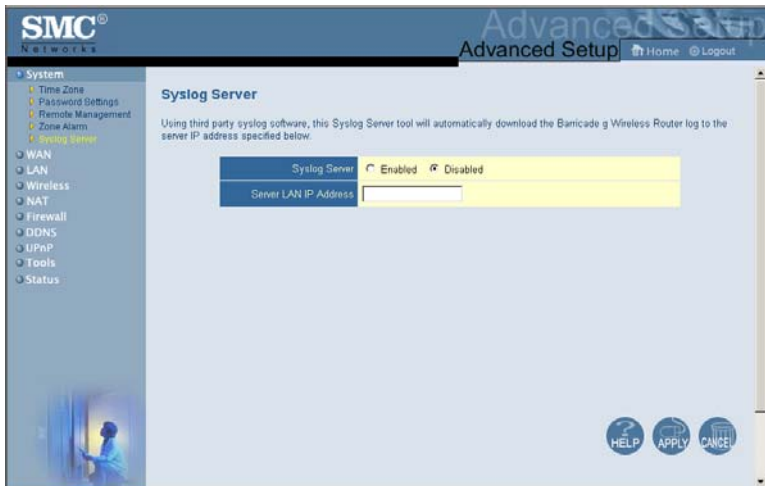 SMC®
Networks
Advanced Setup
Advanced Setup
Home
Logout
System
Time Zone
Password Settings
Remote Management
Zone Alarm
Syslog Server
WAN
LAN
Wireless
NAT
Firewall
DDNS
UPnP
Tools
Status
Syslog Server
Using third party syslog software, this Syslog Server tool will automatically download the Barricade g Wireless Router log to the
server IP address specified below.
Syslog Server
Enabled
Disabled
Server LAN IP Address
HELP
APPLY
CANCEL